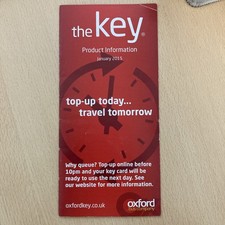 the key®
Product Information
January 2015
top-up today...
travel tomorrow
Why queue? Top-up online before
10pm and your key card will be
ready to use the next day. See
our website for more information.
oxfordkey.co.uk
oxford
bus company